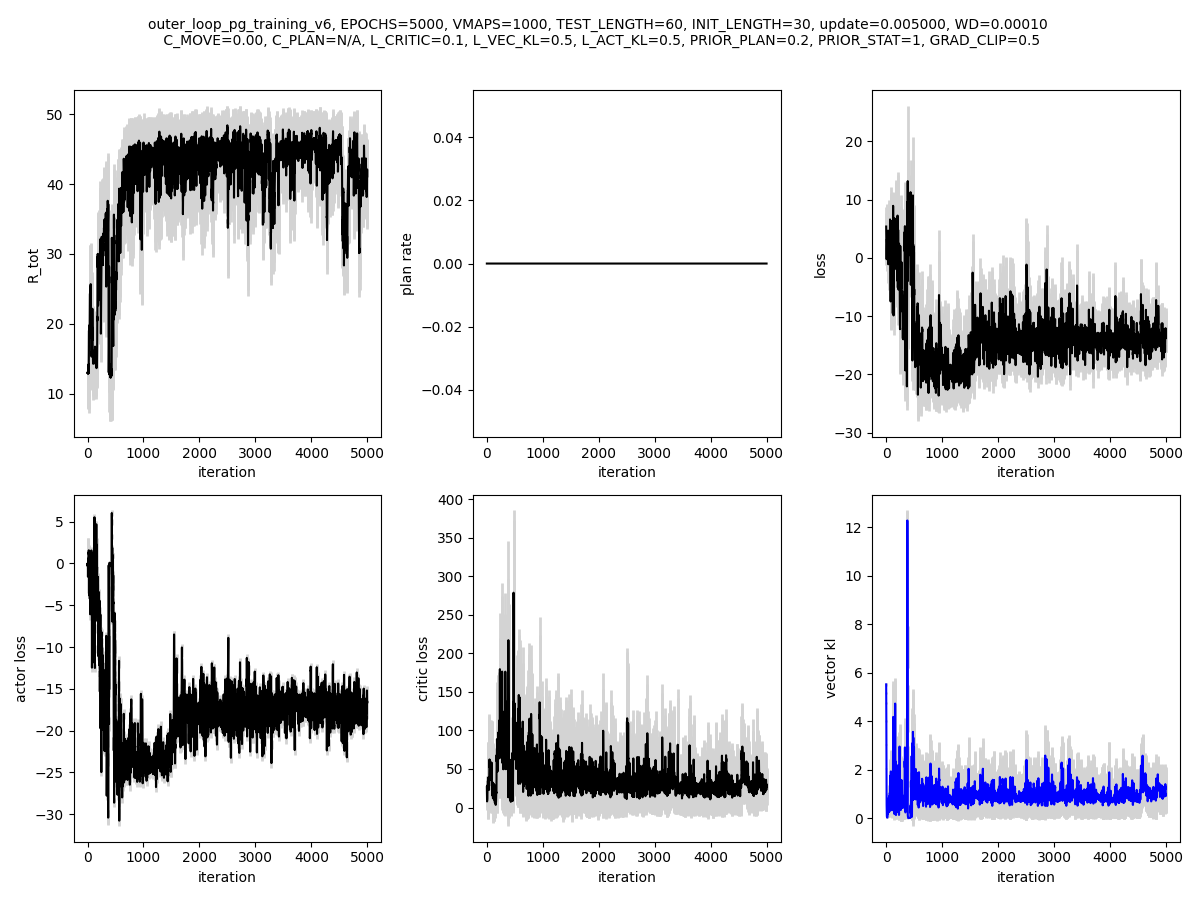 outer_loop_pg_training_v6, EPOCHS=5000, VMAPS=1000, TEST_LENGTH=60, INIT_LENGTH=30, update=0.005000, WD=0.00010
C_MOVE=0.00, C_PLAN=N/A, L_CRITIC=0.1, L_VEC_KL=0.5, L_ACT_KL=0.5, PRIOR_PLAN=0.2, PRIOR_STAT=1, GRAD_CLIP=0.5
R_tot
50
40
30
20
10
0 1000 2000 3000 4000 5000
iteration
plan rate
0.04
0.02
0.00
−0.02
−0.04
0 1000 2000 3000 4000 5000
iteration
loss
20
10
0
−10
−20
−30
0 1000 2000 3000 4000 5000
iteration
actor loss
5
0
−5
−10
−15
−20
−25
−30
0 1000 2000 3000 4000 5000
iteration
critic loss
400
350
300
250
200
150
100
50
0
0 1000 2000 3000 4000 5000
iteration
vector kl
12
10
8
6
4
2
0
0 1000 2000 3000 4000 5000
iteration